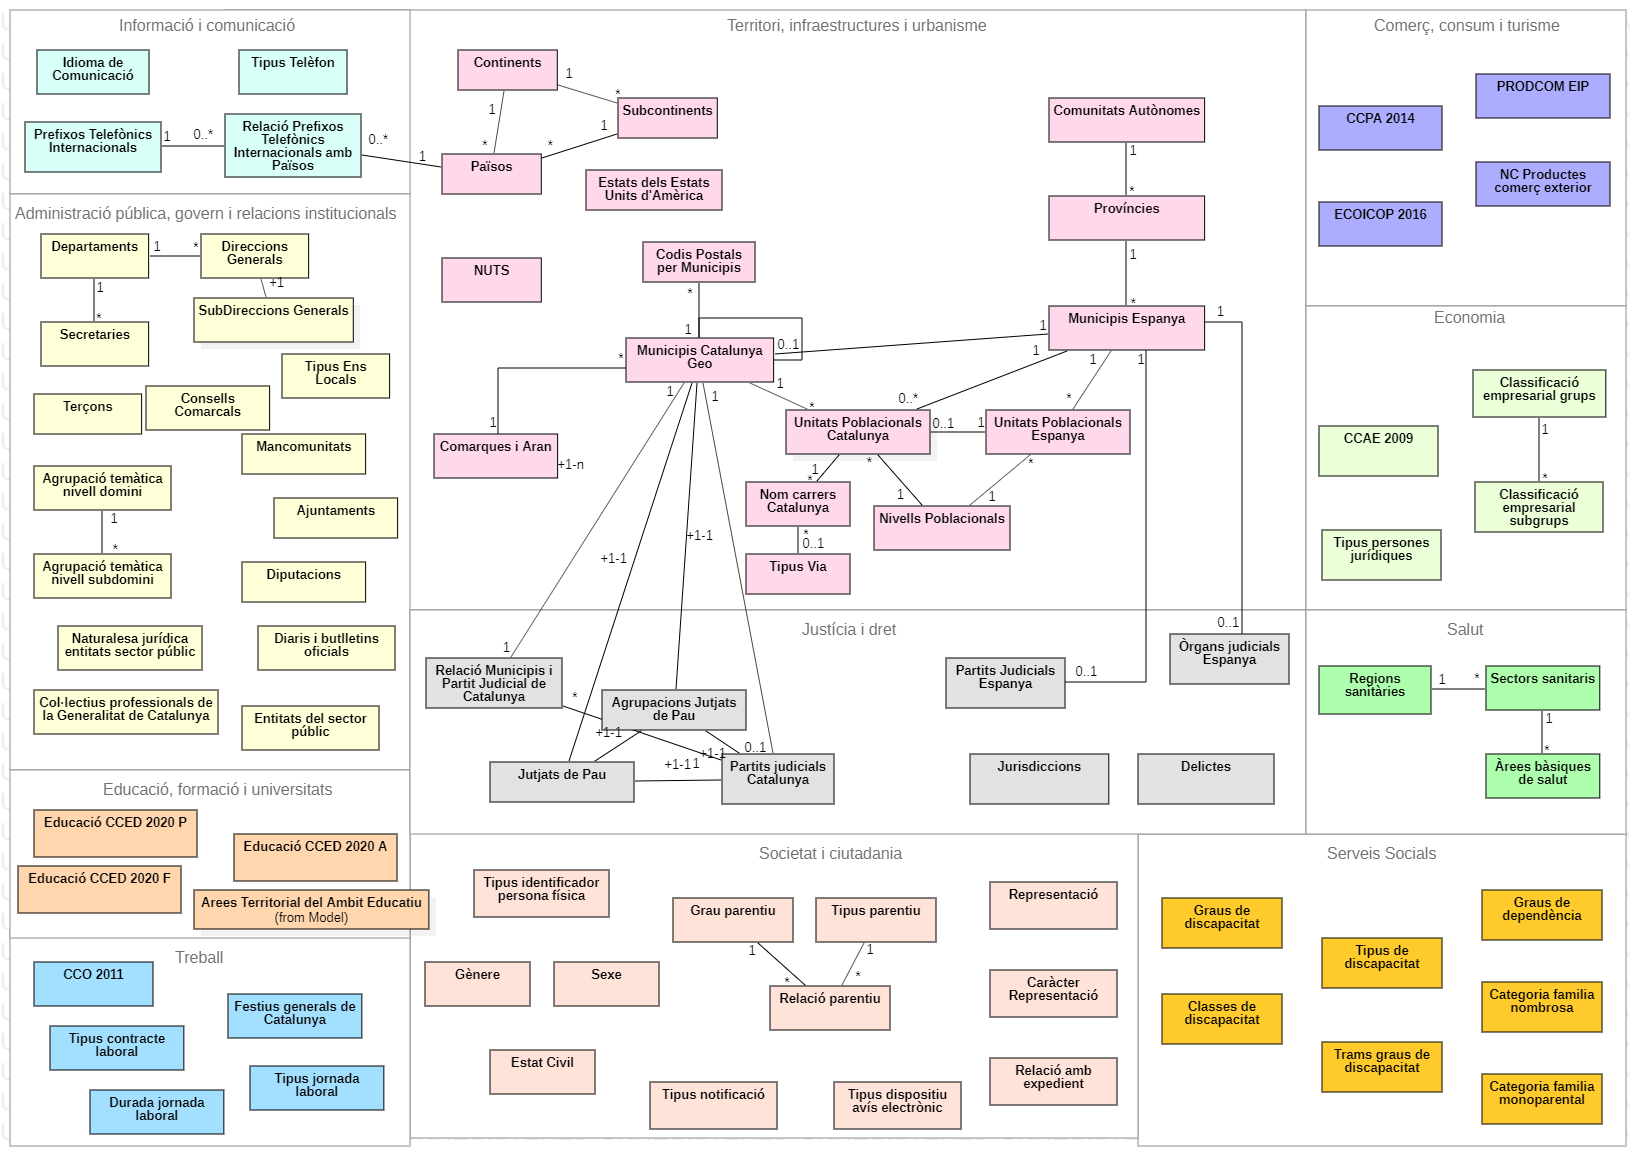 Informació i comunicació
Idioma de
Comunicació
Tipus Telèfon
Prefixos Telefònics
Internacionals
1
0..*
Relació Prefixos
Telefònics
Internacionals amb
Països
0..*
1
Territori, infraestructures i urbanisme
Continents
1
*
1
*
Subcontinents
1
*
Països
Estats dels Estats
Units d'Amèrica
NUTS
Codis Postals
per Municipis
*
1
Municipis Catalunya
Geo
0..1
*
1
Comarques i Aran
+1-n
Comunitats Autònomes
1
*
Províncies
1
*
Municipis Espanya
1
1
1
1
1
0..*
*
1
*
Unitats Poblacionals
Catalunya
0..1
1
Unitats Poblacionals
Espanya
1
*
*
1
*
1
Nom carrers
Catalunya
*
0..1
Tipus Via
Nivells Poblacionals
1
1
+1-1
+1-1
Comerç, consum i turisme
PRODCOM EIP
CCPA 2014
NC Productes
comerç exterior
ECOICOP 2016
Administració pública, govern i relacions institucionals
Departaments
1
*
Direccions
Generals
+1
SubDireccions Generals
1
*
Secretaries
Tipus Ens
Locals
Terçons
Consells
Comarcals
Mancomunitats
Agrupació temàtica
nivell domini
1
*
Agrupació temàtica
nivell subdomini
Ajuntaments
Diputacions
Naturalesa jurídica
entitats sector públic
Diaris i butlletins
oficials
Col·lectius professionals de
la Generalitat de Catalunya
Entitats del sector
públic
Economia
Classificació
empresarial grups
1
*
Classificació
empresarial
subgrups
CCAE 2009
Tipus persones
jurídiques
Justícia i dret
1
Relació Municipis i
Partit Judicial de
Catalunya
*
Agrupacions Jutjats
de Pau
+1-1
+1-1
0..1
Jutjats de Pau
+1-1
1
Partits judicials
Catalunya
Partits Judicials
Espanya
0..1
0..1
Òrgans judicials
Espanya
Jurisdiccions
Delictes
Salut
Regions
sanitàries
1
*
Sectors sanitaris
1
*
Àrees bàsiques
de salut
Educació, formació i universitats
Educació CCED 2020 P
Educació CCED 2020 A
Educació CCED 2020 F
Arees Territorial del Ambit Educatiu
(from Model)
Treball
CCO 2011
Festius generals de
Catalunya
Tipus contracte
laboral
Tipus jornada
laboral
Durada jornada
laboral
Societat i ciutadania
Tipus identificador
persona física
Grau parentiu
Tipus parentiu
1
1
*
*
Relació parentiu
Representació
Gènere
Sexe
Caràcter
Representació
Estat Civil
Tipus notificació
Tipus dispositiu
avís electrònic
Relació amb
expedient
Serveis Socials
Graus de
discapacitat
Graus de
dependència
Tipus de
discapacitat
Classes de
discapacitat
Categoria familia
nombrosa
Trams graus de
discapacitat
Categoria familia
monoparental